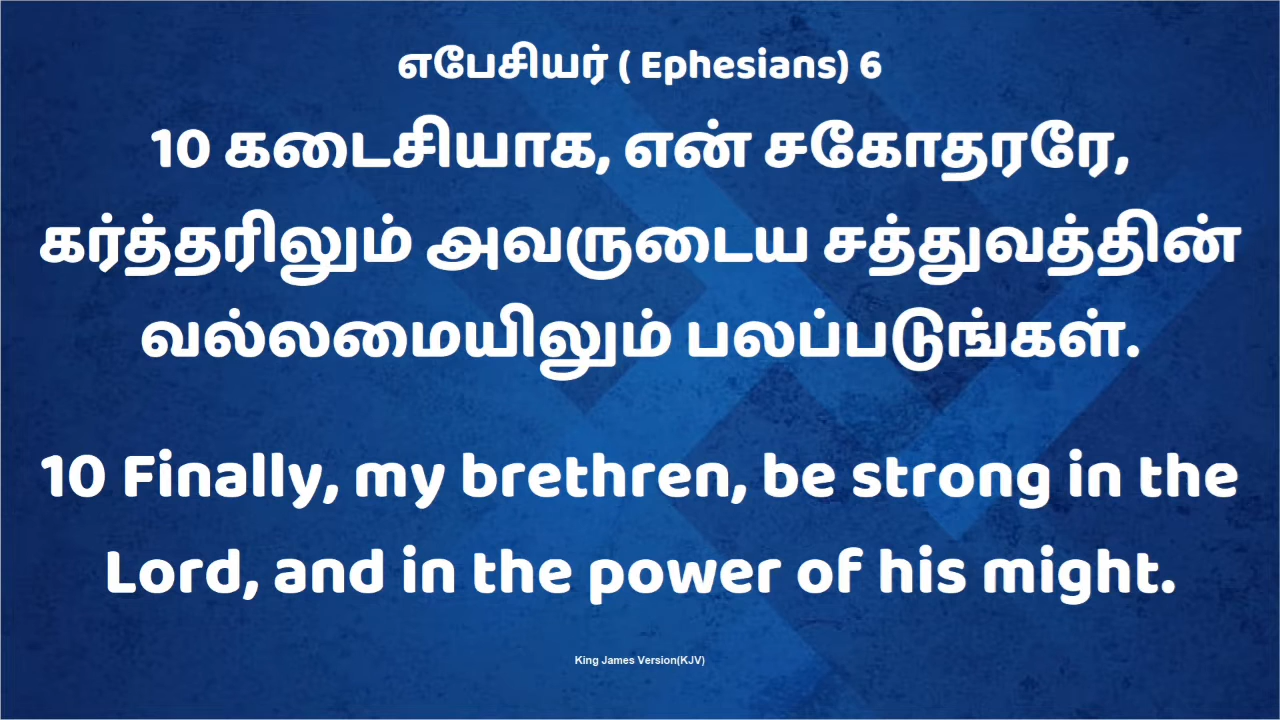 எபேசியர் ( Ephesians) 6
10 கடைசியாக, என் சகோதரரே,
கர்த்தரிலும் அவருடைய சத்துவத்தின்
வல்லமையிலும் பலப்படுங்கள்.
10 Finally, my brethren, be strong in the
Lord, and in the power of his might.
King James Version(KJV)